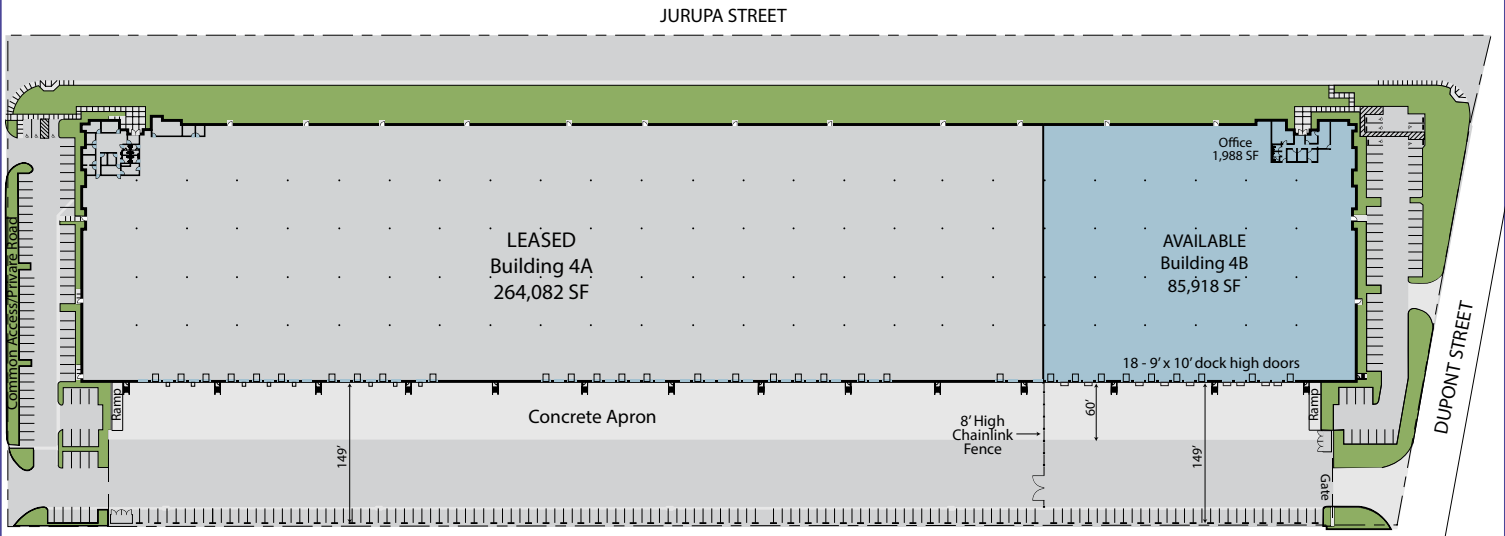 JURUPA STREET
Office
1,988 SF
LEASED
Building 4A
264,082 SF
AVAILABLE
Building 4B
85,918 SF
Common Access/Privare Road
18 - 9' x 10' dock high doors
DUPONT STREET
Ramp
Concrete Apron
8' High
Chainlink
Fence
60'
Ramp
149'
149'
Gate